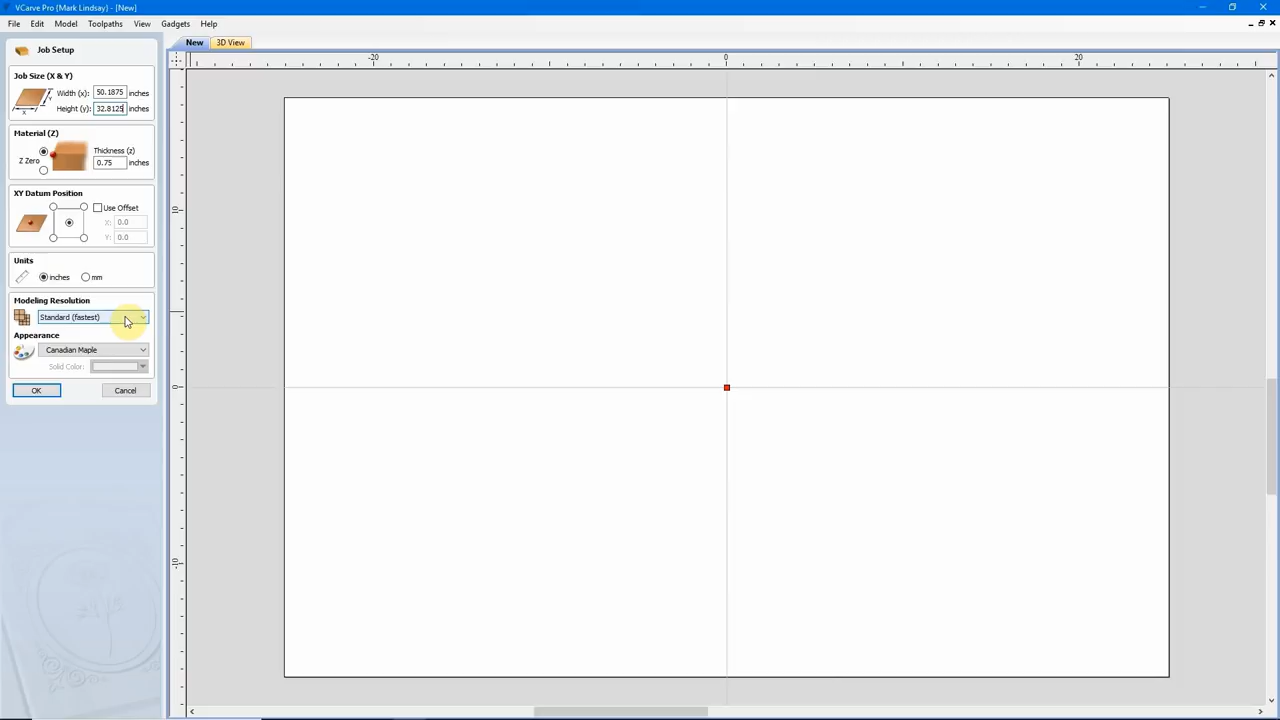 VCarve Pro {Mark Lindsay} - [New]
File Edit Model Toolpaths View Gadgets Help
Job Setup
New 3D View
-20 0 20
Job Size (X & Y)
Width (x): 50.1875 inches
Height (y): 32.8125 inches
Y
X
Material (Z)
Thickness (z)
Z Zero 0.75 inches
XY Datum Position
Use Offset
X: 0.0
Y: 0.0
Units
inches mm
Modeling Resolution
Standard (fastest)
Appearance
Canadian Maple
Solid Color:
OK Cancel
10
0
-10